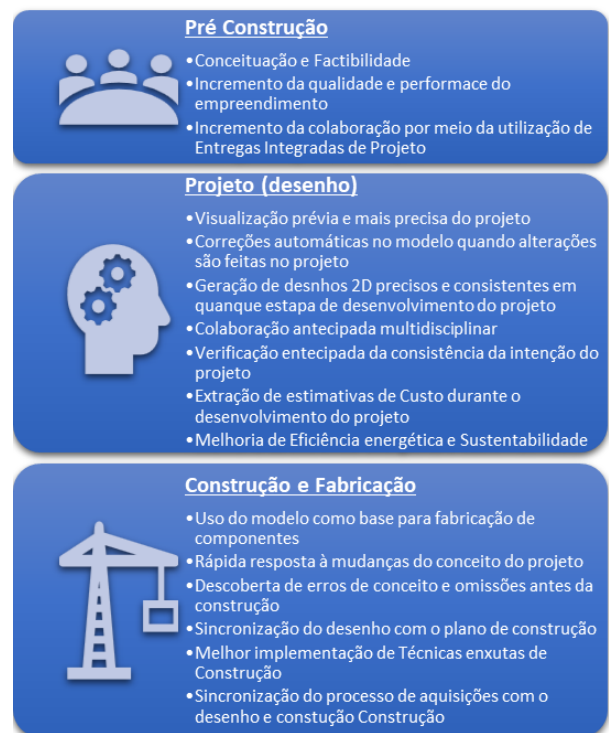 Pré Construção
•Conceituação e Factibilidade
•Incremento da qualidade e performace do
empreendimento
•Incremento da colaboração por meio da utilização de
Entregas Integradas de Projeto
Projeto (desenho)
•Visualização prévia e mais precisa do projeto
•Correções automáticas no modelo quando alterações
são feitas no projeto
•Geração de desnhos 2D precisos e consistentes em
quanque estapa de desenvolvimento do projeto
•Colaboração antecipada multidisciplinar
•Verificação entecipada da consistência da intenção do
projeto
•Extração de estimativas de Custo durante o
desenvolvimento do projeto
•Melhoria de Eficiência energética e Sustentabilidade
Construção e Fabricação
•Uso do modelo como base para fabricação de
componentes
•Rápida resposta à mudanças do conceito do projeto
•Descoberta de erros de conceito e omissões antes da
construção
•Sincronização do desenho com o plano de construção
•Melhor implementação de Técnicas enxutas de
Construção
•Sincronização do processo de aquisições com o
desenho e constução Construção